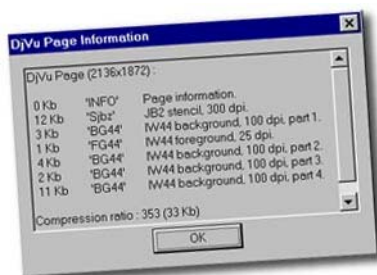 DjVu Page Information
DjVu Page (2136x1872) :
0 Kb 'INFO' Page information.
12 Kb 'Sjbz' JB2 stencil, 300 dpi.
3 Kb 'BG44' IW44 background, 100 dpi, part 1.
1 Kb 'FG44' IW44 foreground, 25 dpi.
4 Kb 'BG44' IW44 background, 100 dpi, part 2.
2 Kb 'BG44' IW44 background, 100 dpi, part 3.
11 Kb 'BG44' IW44 background, 100 dpi, part 4.
Compression ratio : 353 (33 Kb)
OK